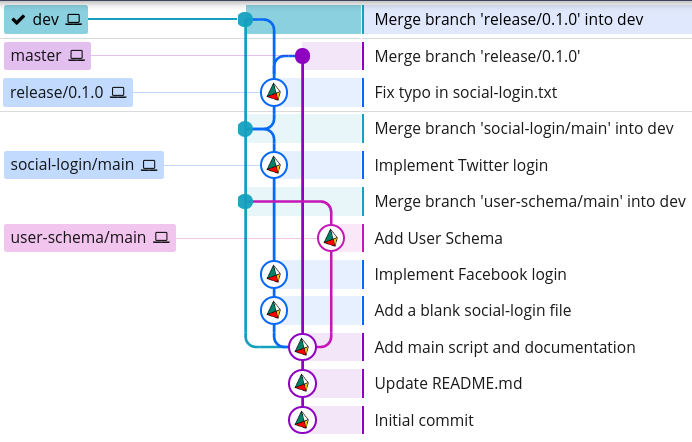 dev Merge branch 'release/0.1.0' into dev
master Merge branch 'release/0.1.0'
release/0.1.0 Fix typo in social-login.txt
Merge branch 'social-login/main' into dev
social-login/main Implement Twitter login
Merge branch 'user-schema/main' into dev
user-schema/main Add User Schema
Implement Facebook login
Add a blank social-login file
Add main script and documentation
Update README.md
Initial commit